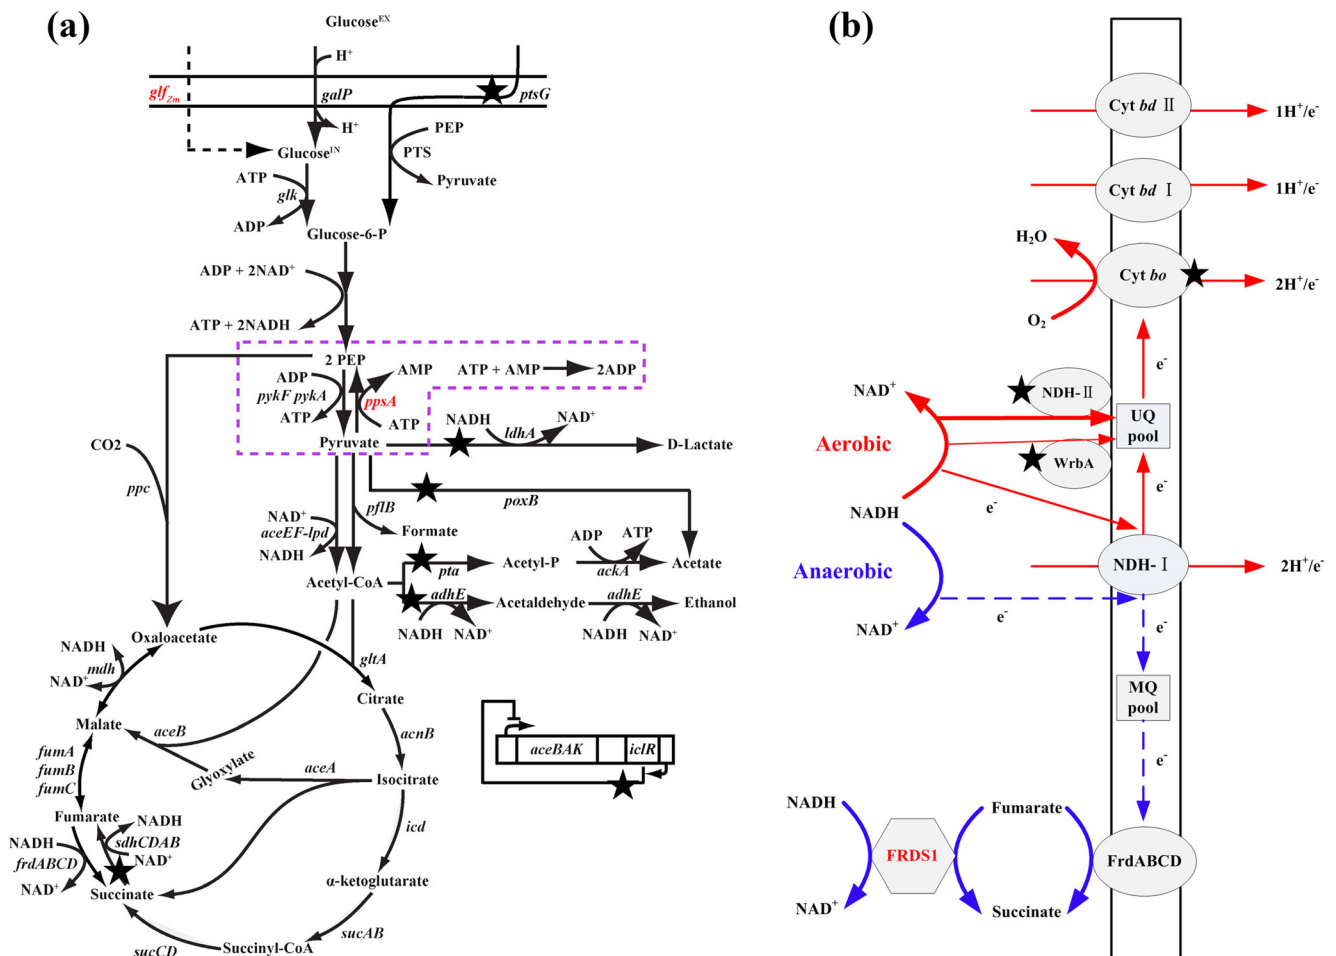 (a)
Glucose^EX
H⁺
glf_Zm
galP
ptsG
H⁺
PEP
Glucose^IN
PTS
ATP
Pyruvate
glk
ADP
Glucose-6-P
ADP + 2NAD⁺
ATP + 2NADH
2 PEP
ADP
AMP
ATP + AMP
2ADP
pykF pykA
ppsA
ATP
ATP
NADH
NAD⁺
ldhA
Pyruvate
D-Lactate
CO2
ppc
poxB
NAD⁺
pflB
aceEF-lpd
Formate
ADP
ATP
NADH
pta
Acetyl-P
ackA
Acetate
Acetyl-CoA
adhE
Acetaldehyde
adhE
Ethanol
NADH
NAD⁺
NADH
NAD⁺
Oxaloacetate
NADH
mdh
gltA
NAD⁺
Citrate
Malate
aceB
acnB
fumA
fumB
fumC
Glyoxylate
aceA
Isocitrate
aceBAK
iclR
Fumarate
NADH
NADH
sdhCDAB
icd
frdABCD
NAD⁺
NAD⁺
Succinate
α-ketoglutarate
sucAB
sucCD
Succinyl-CoA
(b)
Cyt bd Ⅱ
1H⁺/e⁻
Cyt bd Ⅰ
1H⁺/e⁻
H₂O
Cyt bo
2H⁺/e⁻
O₂
e⁻
NAD⁺
NDH-Ⅱ
UQ
pool
Aerobic
WrbA
e⁻
NADH
e⁻
Anaerobic
NDH-Ⅰ
2H⁺/e⁻
NAD⁺
e⁻
e⁻
MQ
pool
e⁻
NADH
Fumarate
FRDS1
FrdABCD
NAD⁺
Succinate